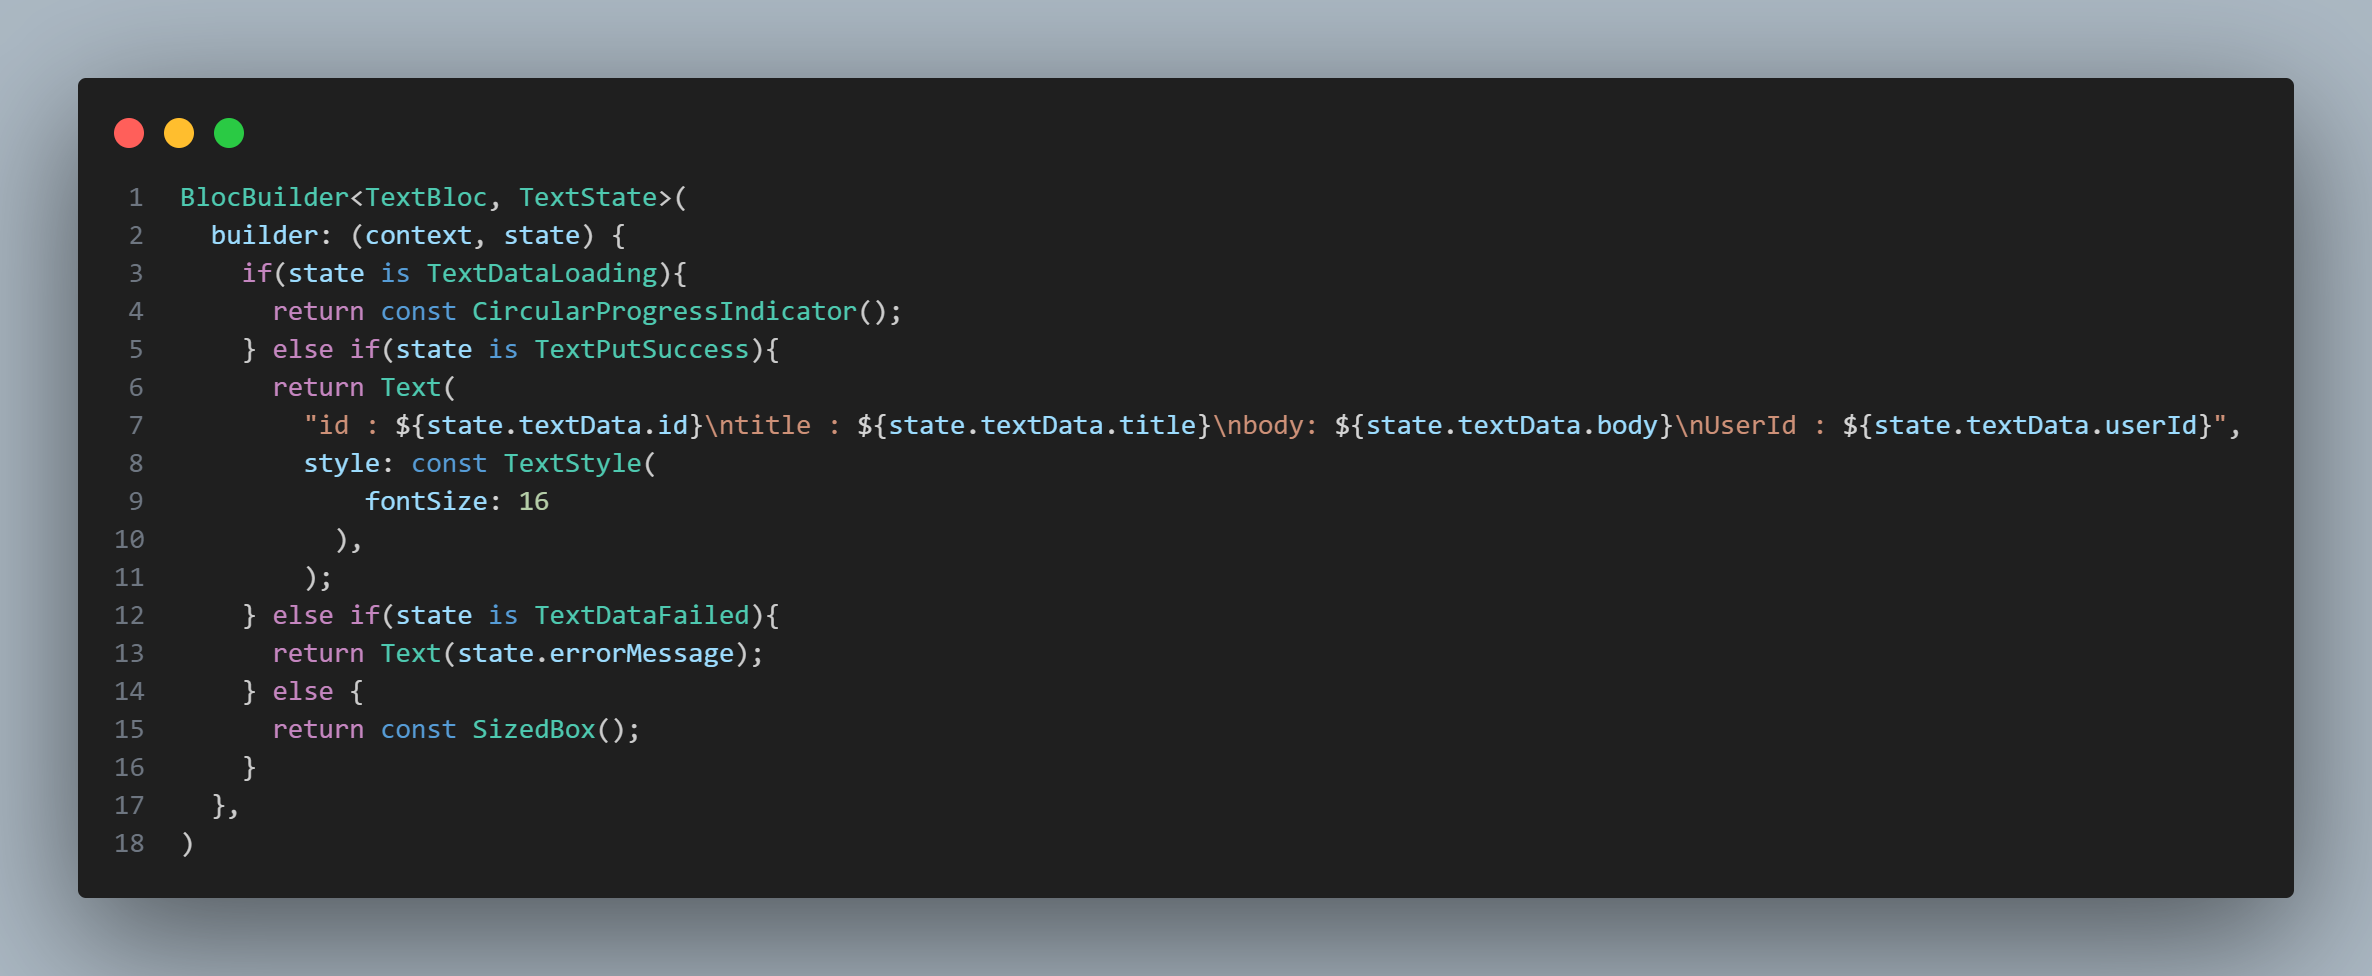 1 BlocBuilder<TextBloc, TextState>(
2   builder: (context, state) {
3     if(state is TextDataLoading){
4       return const CircularProgressIndicator();
5     } else if(state is TextPutSuccess){
6       return Text(
7         "id : ${state.textData.id}\ntitle : ${state.textData.title}\nbody: ${state.textData.body}\nUserId : ${state.textData.userId}",
8         style: const TextStyle(
9             fontSize: 16
10           ),
11         );
12     } else if(state is TextDataFailed){
13       return Text(state.errorMessage);
14     } else {
15       return const SizedBox();
16     }
17   },
18 )